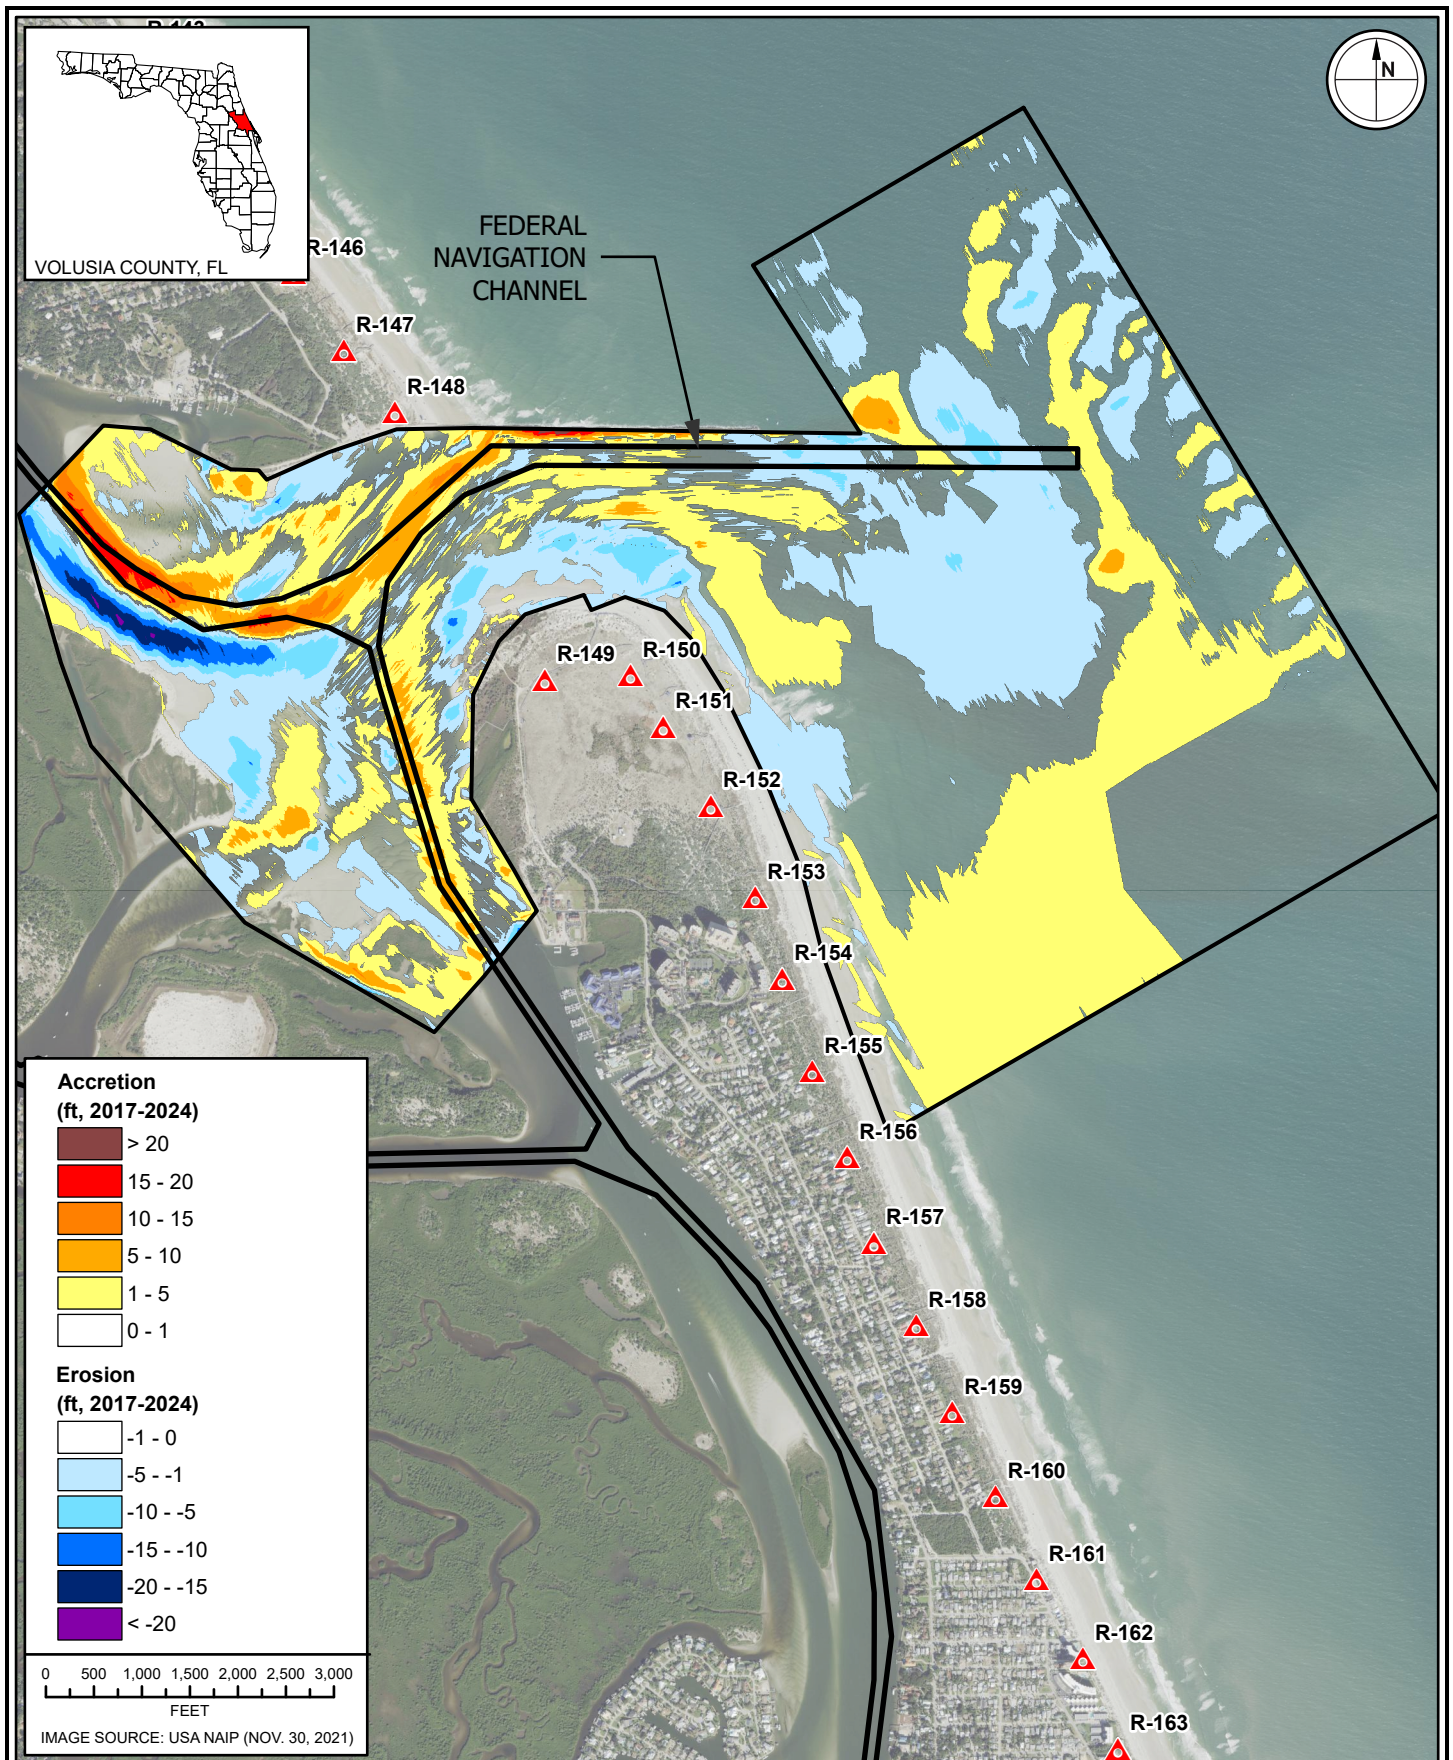 VOLUSIA COUNTY, FL
N
FEDERAL
NAVIGATION
CHANNEL
R-146
R-147
R-148
R-149
R-150
R-151
R-152
R-153
R-154
R-155
R-156
R-157
R-158
R-159
R-160
R-161
R-162
R-163
Accretion
(ft, 2017-2024)
> 20
15 - 20
10 - 15
5 - 10
1 - 5
0 - 1
Erosion
(ft, 2017-2024)
-1 - 0
-5 - -1
-10 - -5
-15 - -10
-20 - -15
< -20
0 500 1,000 1,500 2,000 2,500 3,000
FEET
IMAGE SOURCE: USA NAIP (NOV. 30, 2021)